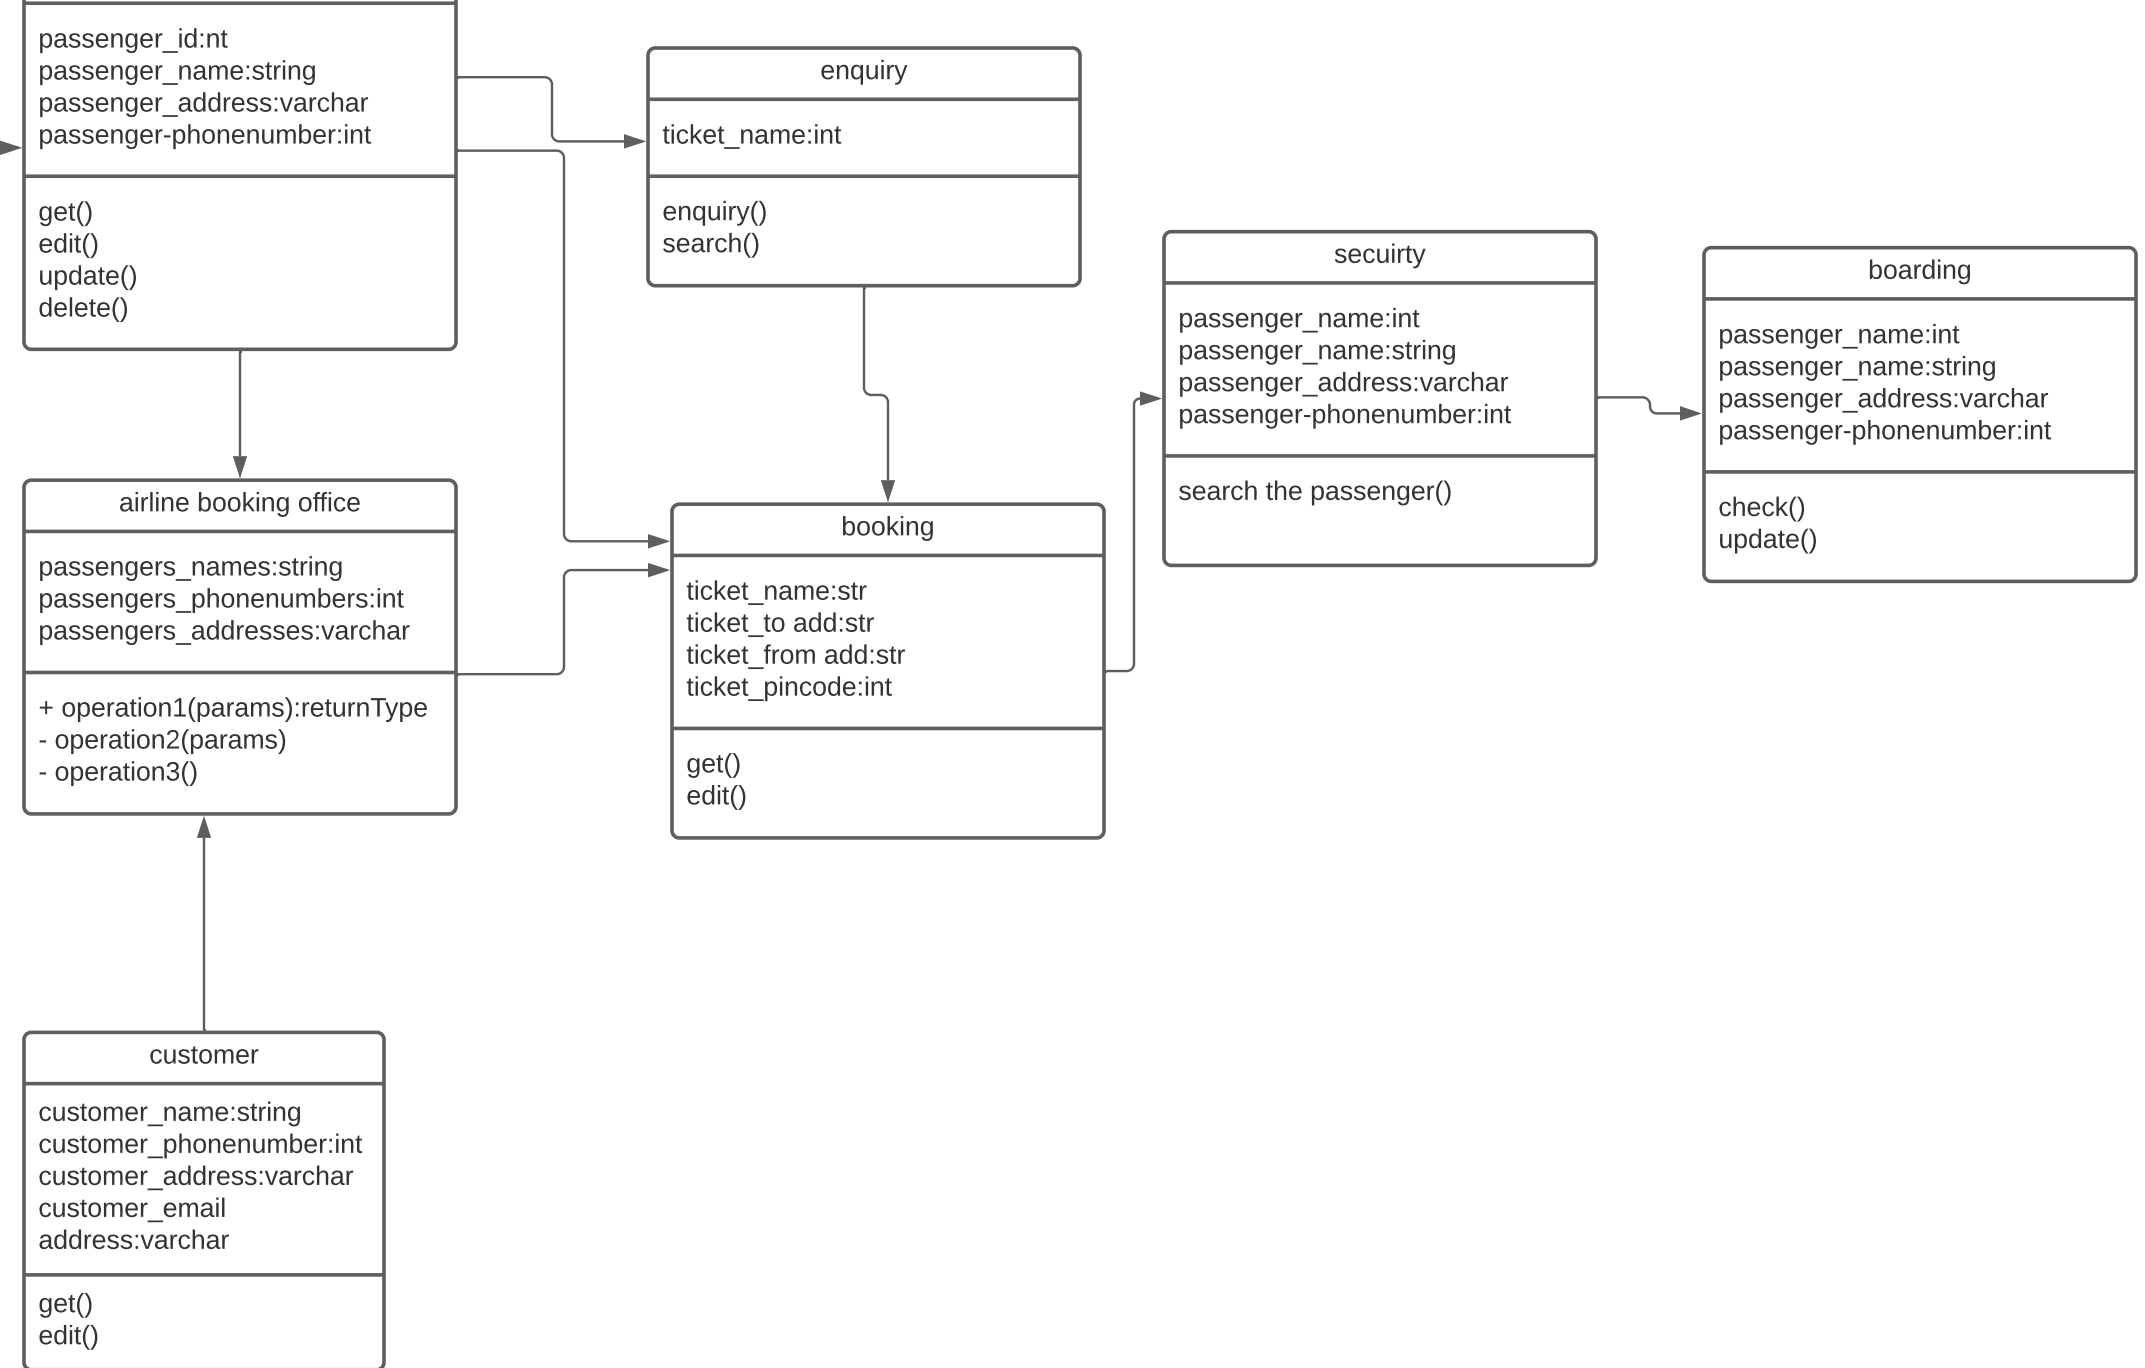 passenger_id:nt
passenger_name:string
passenger_address:varchar
passenger-phonenumber:int
get()
edit()
update()
delete()
enquiry
ticket_name:int
enquiry()
search()
secuirty
passenger_name:int
passenger_name:string
passenger_address:varchar
passenger-phonenumber:int
search the passenger()
boarding
passenger_name:int
passenger_name:string
passenger_address:varchar
passenger-phonenumber:int
check()
update()
airline booking office
passengers_names:string
passengers_phonenumbers:int
passengers_addresses:varchar
+ operation1(params):returnType
- operation2(params)
- operation3()
booking
ticket_name:str
ticket_to add:str
ticket_from add:str
ticket_pincode:int
get()
edit()
customer
customer_name:string
customer_phonenumber:int
customer_address:varchar
customer_email
address:varchar
get()
edit()